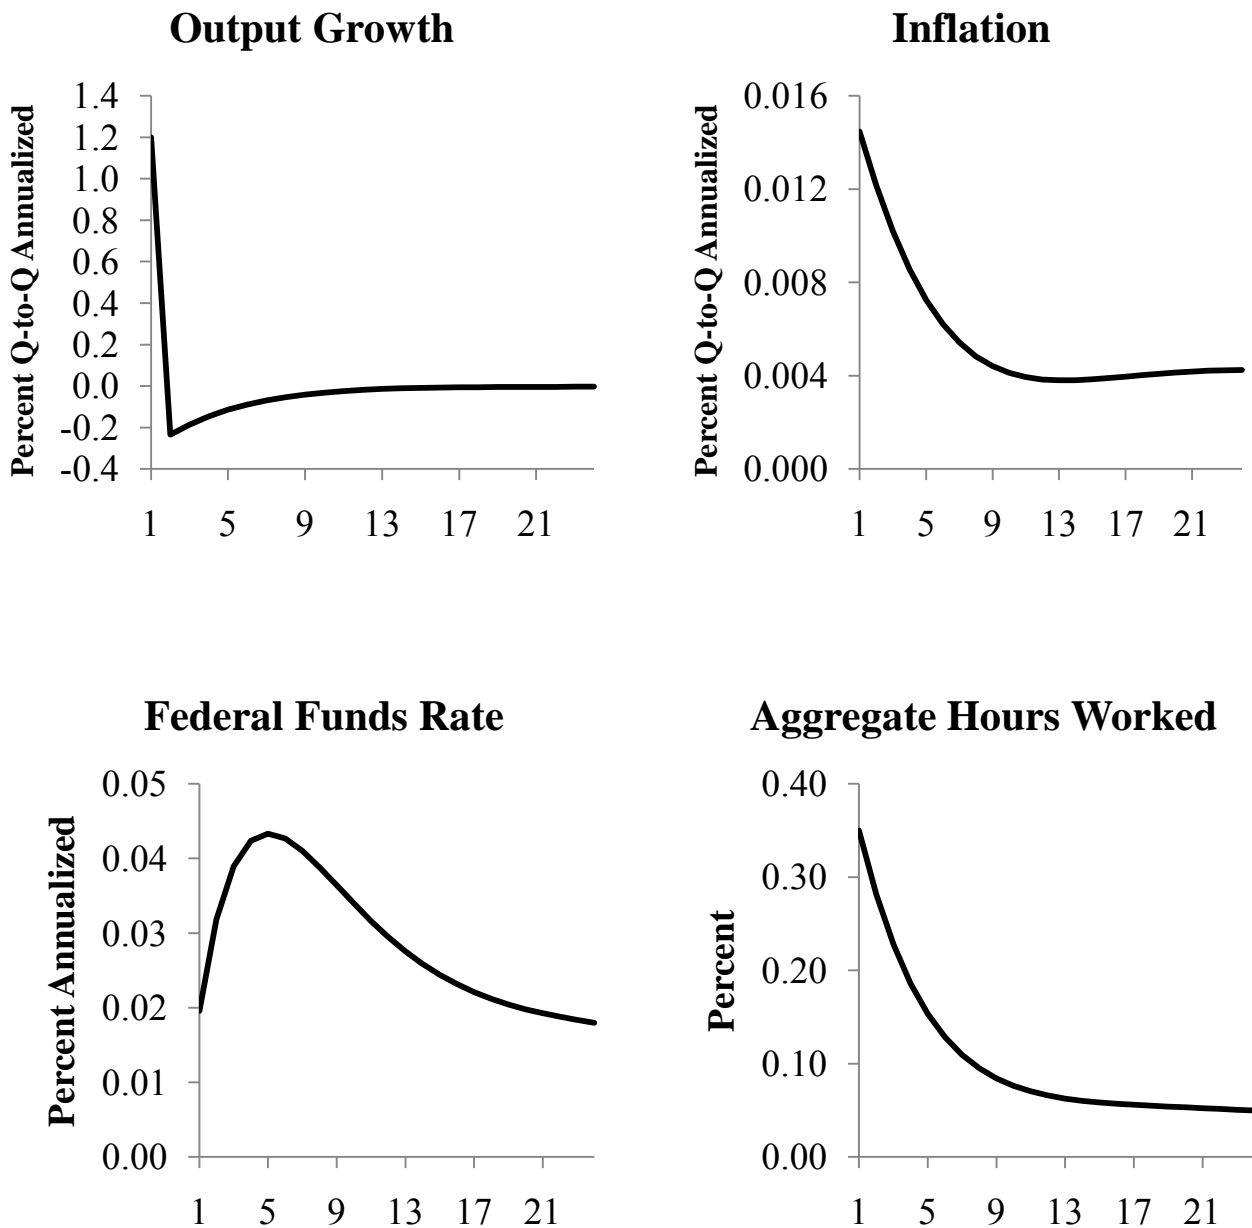 Output Growth
Percent Q-to-Q Annualized
1.4
1.2
1.0
0.8
0.6
0.4
0.2
0.0
-0.2
-0.4
1 5 9 13 17 21
Inflation
Percent Q-to-Q Annualized
0.016
0.012
0.008
0.004
0.000
1 5 9 13 17 21
Federal Funds Rate
Percent Annualized
0.05
0.04
0.03
0.02
0.01
0.00
1 5 9 13 17 21
Aggregate Hours Worked
Percent
0.40
0.30
0.20
0.10
0.00
1 5 9 13 17 21